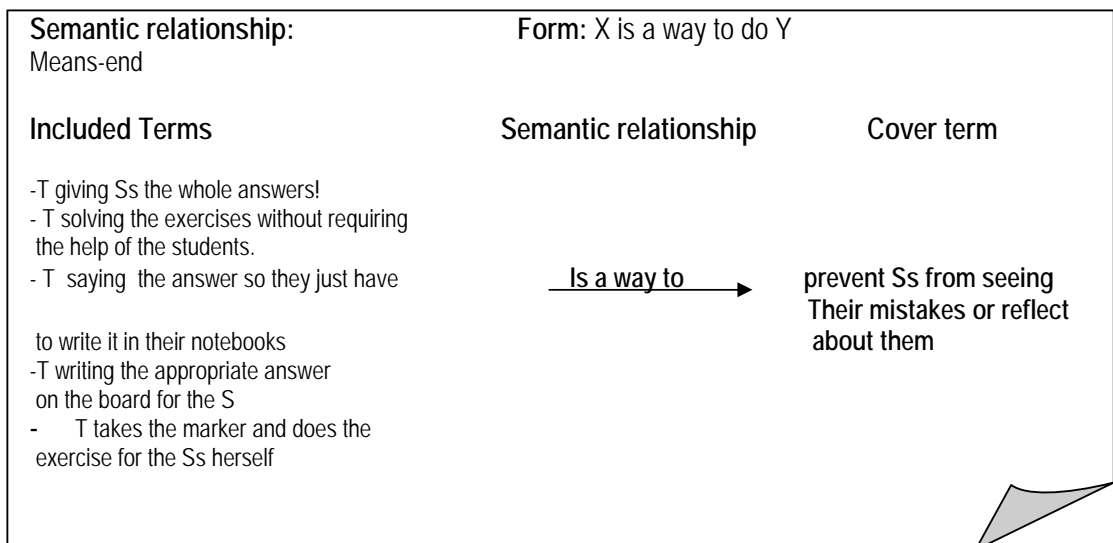 Semantic relationship: Form: X is a way to do Y
Means-end
Included Terms Semantic relationship Cover term
-T giving Ss the whole answers!
- T solving the exercises without requiring
the help of the students.
- T saying the answer so they just have Is a way to prevent Ss from seeing
Their mistakes or reflect
to write it in their notebooks about them
-T writing the appropriate answer
on the board for the S
- T takes the marker and does the
exercise for the Ss herself